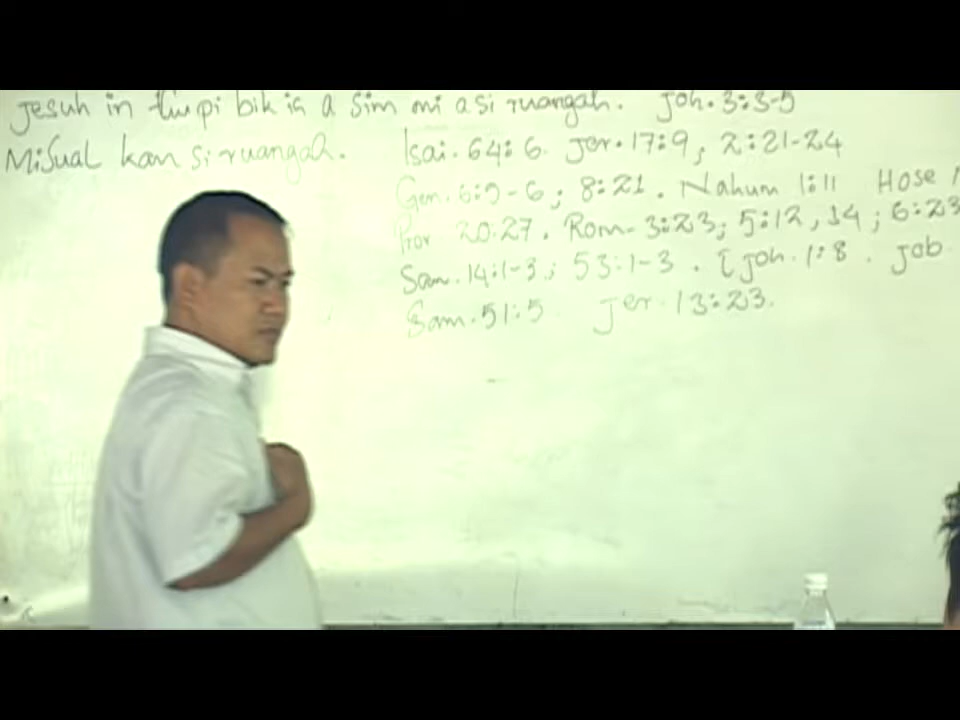 Jesuh in timpi bik in a sim mi a si ruangah. Joh. 3:3-5
MiSual kan si ruangah. Isai. 64:6. Jer. 17:9, 2:21-24
Gen. 6:5-6; 8:21. Nahum 1:11 Hose
Prov 20:27. Rom. 3:23; 5:12, 14; 6:23
Sam. 14:1-3; 53:1-3. I Joh. 1:8. Job
Sam. 51:5 Jer. 13:23.